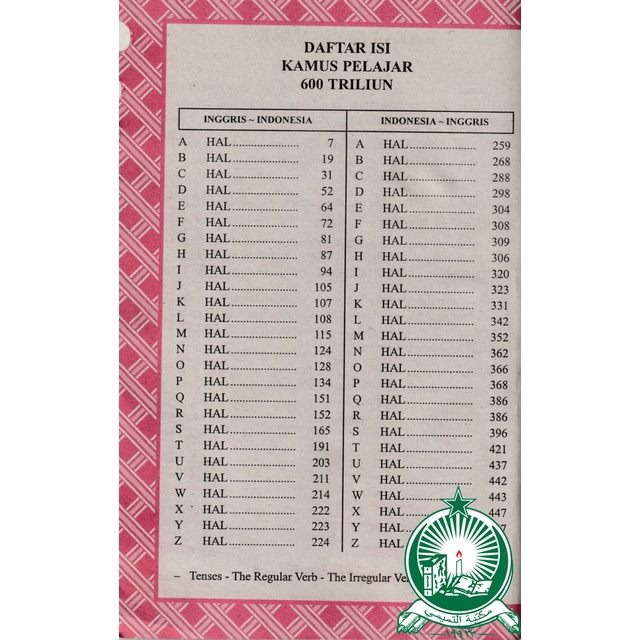 DAFTAR ISI
KAMUS PELAJAR
600 TRILIUN
INGGRIS ~ INDONESIA
A HAL...................... 7
B HAL...................... 19
C HAL...................... 31
D HAL...................... 52
E HAL...................... 64
F HAL...................... 72
G HAL...................... 81
H HAL...................... 87
I HAL...................... 94
J HAL...................... 105
K HAL...................... 107
L HAL...................... 108
M HAL...................... 115
N HAL...................... 124
O HAL...................... 128
P HAL...................... 134
Q HAL...................... 151
R HAL...................... 152
S HAL...................... 165
T HAL...................... 191
U HAL...................... 203
V HAL...................... 211
W HAL...................... 214
X HAL...................... 222
Y HAL...................... 223
Z HAL...................... 224
INDONESIA ~ INGGRIS
A HAL...................... 259
B HAL...................... 268
C HAL...................... 288
D HAL...................... 298
E HAL...................... 304
F HAL...................... 308
G HAL...................... 309
H HAL...................... 306
I HAL...................... 320
J HAL...................... 323
K HAL...................... 331
L HAL...................... 342
M HAL...................... 352
N HAL...................... 362
O HAL...................... 366
P HAL...................... 368
Q HAL...................... 386
R HAL...................... 386
S HAL...................... 396
T HAL...................... 421
U HAL...................... 437
V HAL...................... 442
W HAL...................... 443
X HAL...................... 447
Y HAL
Z HAL
– Tenses - The Regular Verb - The Irregular
مكتبة التسيمي
١٩٩٢